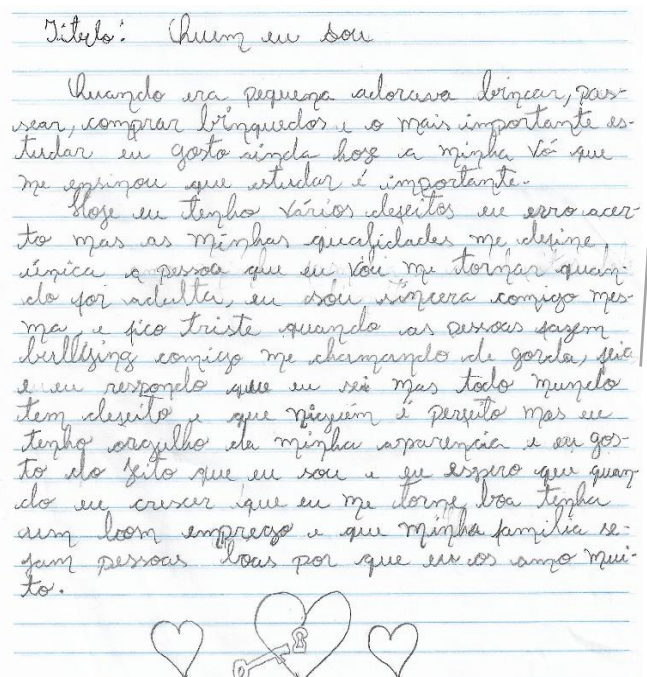 Título: Quem eu sou
Quando era pequena adorava brincar, pas-
sear, comprar brinquedos e o mais importante es-
tudar eu gosto ainda hoje a minha vó que
me ensinou que estudar é importante.
Hoje eu tenho vários defeitos eu erro acer-
to mas as minhas qualidades me define,
única a pessoa que eu vou me tornar quan-
do for adulta, eu sou sincera comigo mes-
ma, e fico triste quando as pessoas fazem
bullying comigo me chamando de gorda, feia
e eu respondo que eu sei mas todo mundo
tem defeito e que niguém é perfeito mas eu
tenho orgulho da minha aparencia e eu gos-
to do jeito que eu sou e eu espero que quan-
do eu crescer que eu me torne boa tenha
um bom emprego e que minha família se-
jam pessoas boas por que eu os amo mui-
to.